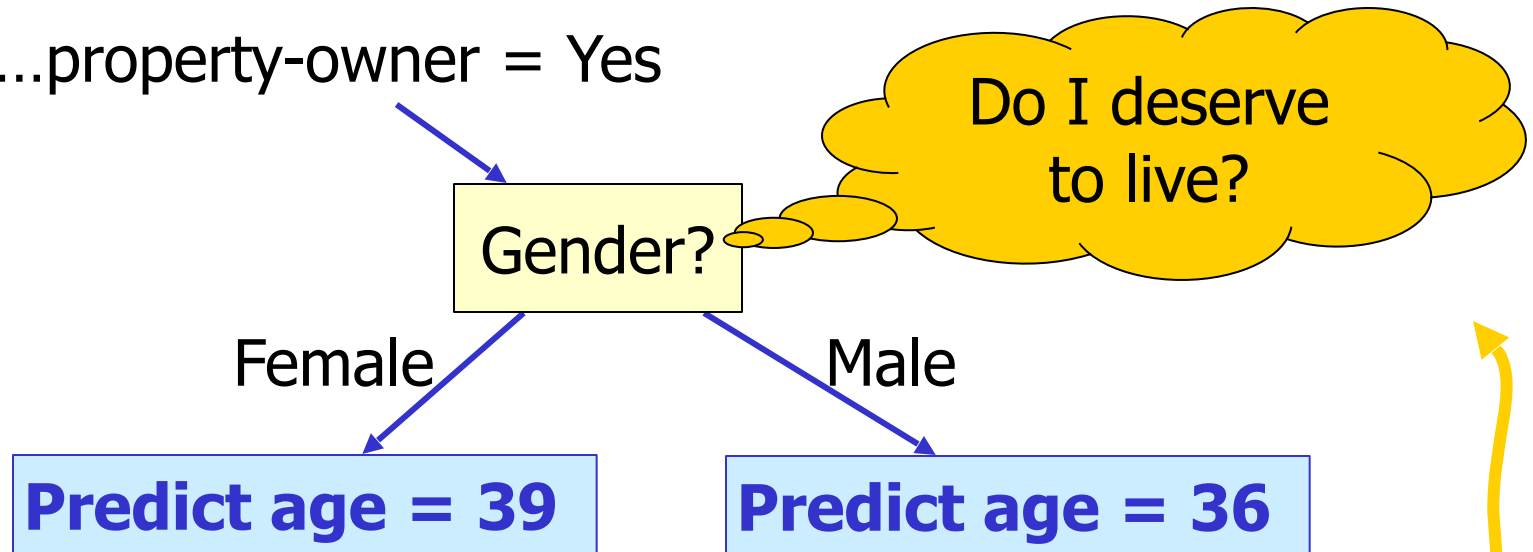 ...property-owner = Yes
Do I deserve
to live?
Gender?
Female
Male
Predict age = 39
Predict age = 36